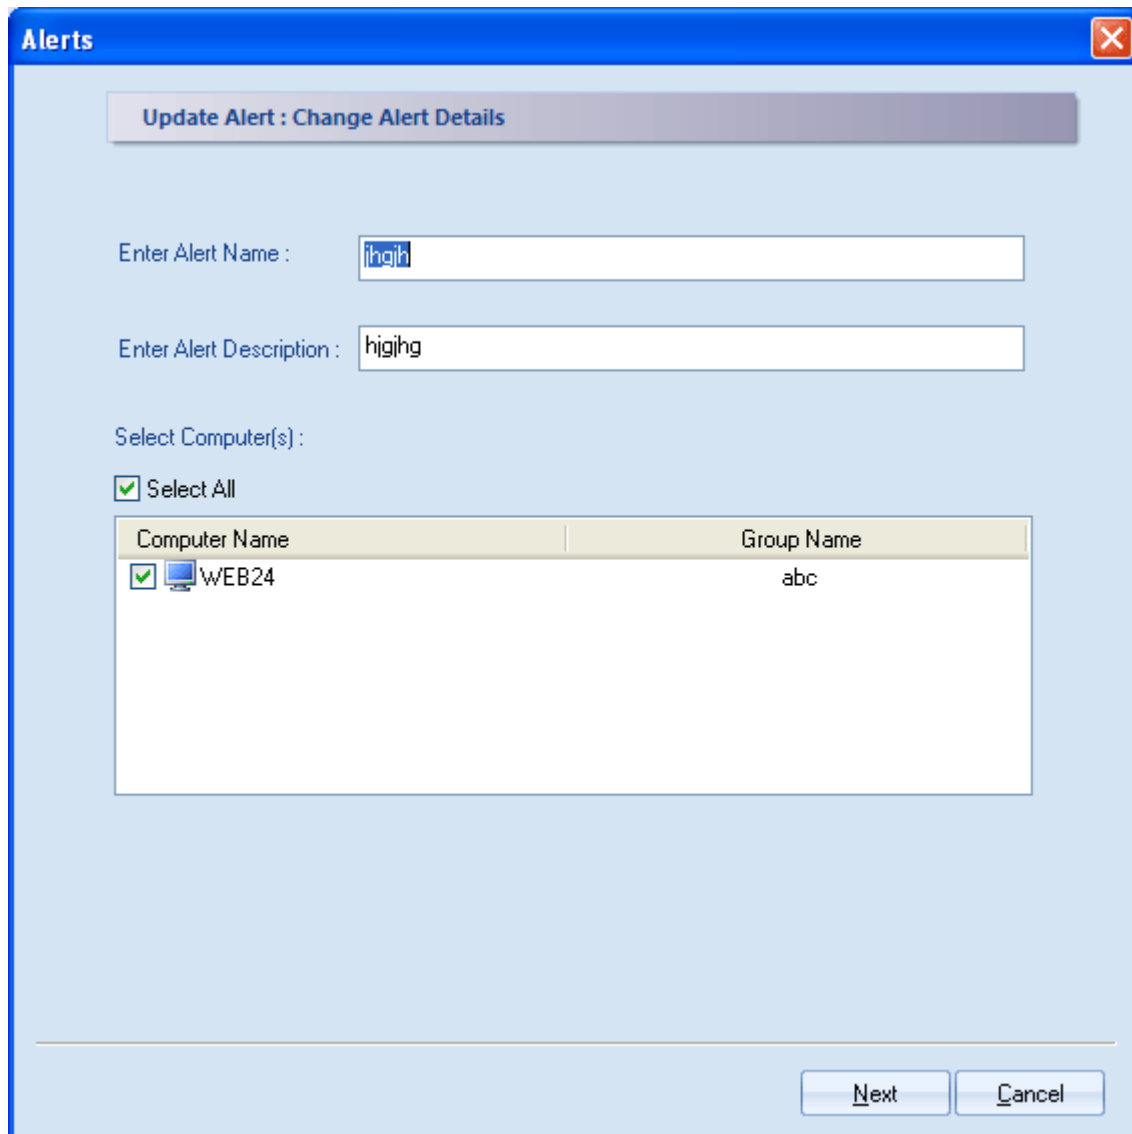 Alerts
Update Alert : Change Alert Details
Enter Alert Name : jhgjh
Enter Alert Description : hjgjhg
Select Computer(s) :
Select All
Computer Name Group Name
WEB24 abc
Next Cancel